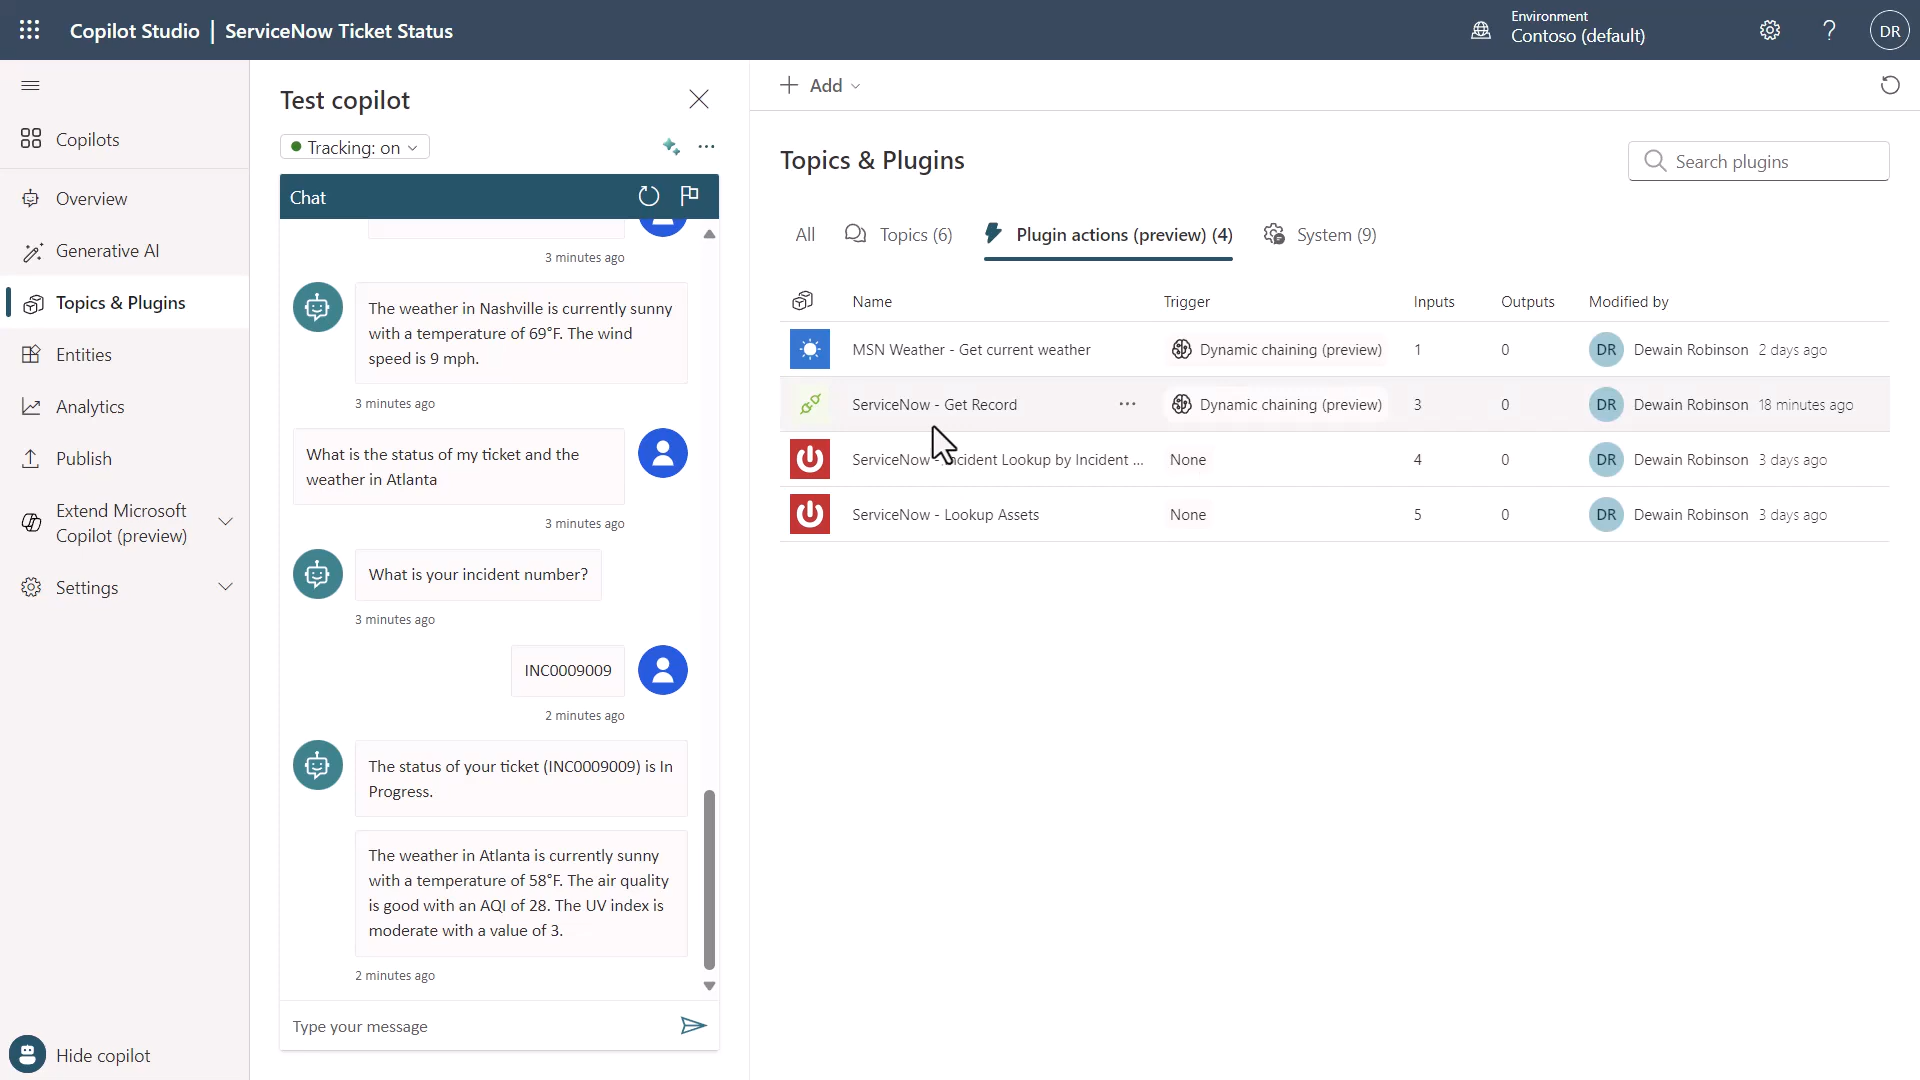 Copilot Studio | ServiceNow Ticket Status
Environment
Contoso (default)
?
DR
Copilots
Overview
Generative AI
Topics & Plugins
Entities
Analytics
Publish
Extend Microsoft
Copilot (preview)
Settings
Hide copilot
Test copilot
Tracking: on
...
Chat
3 minutes ago
The weather in Nashville is currently sunny
with a temperature of 69°F. The wind
speed is 9 mph.
3 minutes ago
What is the status of my ticket and the
weather in Atlanta
3 minutes ago
What is your incident number?
3 minutes ago
INC0009009
2 minutes ago
The status of your ticket (INC0009009) is In
Progress.
The weather in Atlanta is currently sunny
with a temperature of 58°F. The air quality
is good with an AQI of 28. The UV index is
moderate with a value of 3.
2 minutes ago
Type your message
+ Add
Topics & Plugins
Search plugins
All Topics (6) Plugin actions (preview) (4) System (9)
Name Trigger Inputs Outputs Modified by
MSN Weather - Get current weather Dynamic chaining (preview) 1 0 DR Dewain Robinson 2 days ago
ServiceNow - Get Record ... Dynamic chaining (preview) 3 0 DR Dewain Robinson 18 minutes ago
ServiceNow - Incident Lookup by Incident ... None 4 0 DR Dewain Robinson 3 days ago
ServiceNow - Lookup Assets None 5 0 DR Dewain Robinson 3 days ago